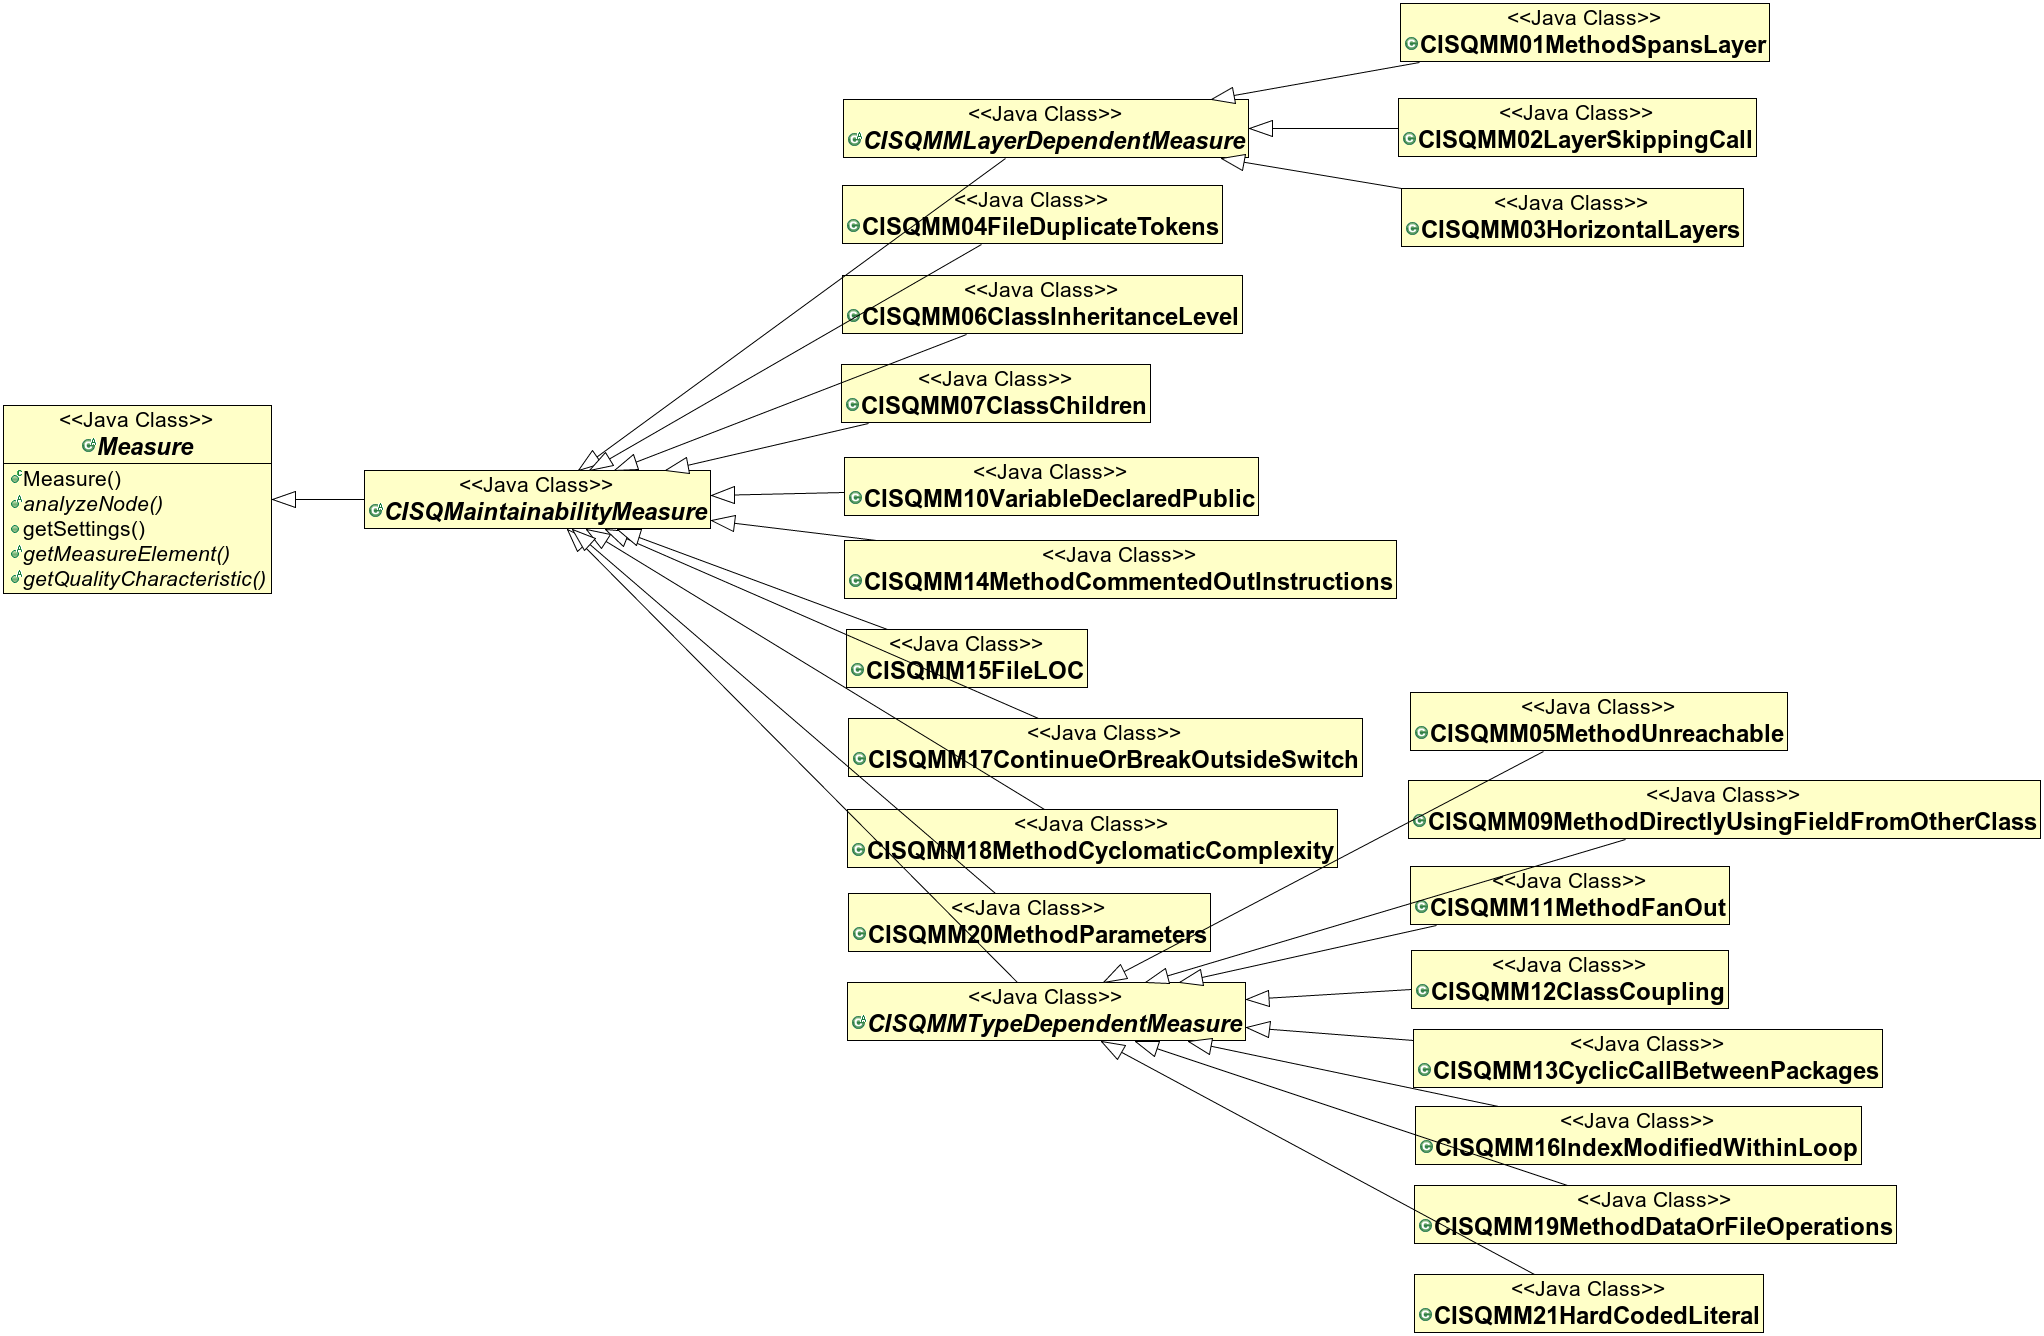 <<Java Class>>
Measure
Measure()
analyzeNode()
getSettings()
getMeasureElement()
getQualityCharacteristic()
<<Java Class>>
CISQMaintainabilityMeasure
<<Java Class>>
CISQMMLayerDependentMeasure
<<Java Class>>
CISQMM04FileDuplicateTokens
<<Java Class>>
CISQMM06ClassInheritanceLevel
<<Java Class>>
CISQMM07ClassChildren
<<Java Class>>
CISQMM10VariableDeclaredPublic
<<Java Class>>
CISQMM14MethodCommentedOutInstructions
<<Java Class>>
CISQMM15FileLOC
<<Java Class>>
CISQMM17ContinueOrBreakOutsideSwitch
<<Java Class>>
CISQMM18MethodCyclomaticComplexity
<<Java Class>>
CISQMM20MethodParameters
<<Java Class>>
CISQMMTypeDependentMeasure
<<Java Class>>
CISQMM01MethodSpansLayer
<<Java Class>>
CISQMM02LayerSkippingCall
<<Java Class>>
CISQMM03HorizontalLayers
<<Java Class>>
CISQMM05MethodUnreachable
<<Java Class>>
CISQMM09MethodDirectlyUsingFieldFromOtherClass
<<Java Class>>
CISQMM11MethodFanOut
<<Java Class>>
CISQMM12ClassCoupling
<<Java Class>>
CISQMM13CyclicCallBetweenPackages
<<Java Class>>
CISQMM16IndexModifiedWithinLoop
<<Java Class>>
CISQMM19MethodDataOrFileOperations
<<Java Class>>
CISQMM21HardCodedLiteral